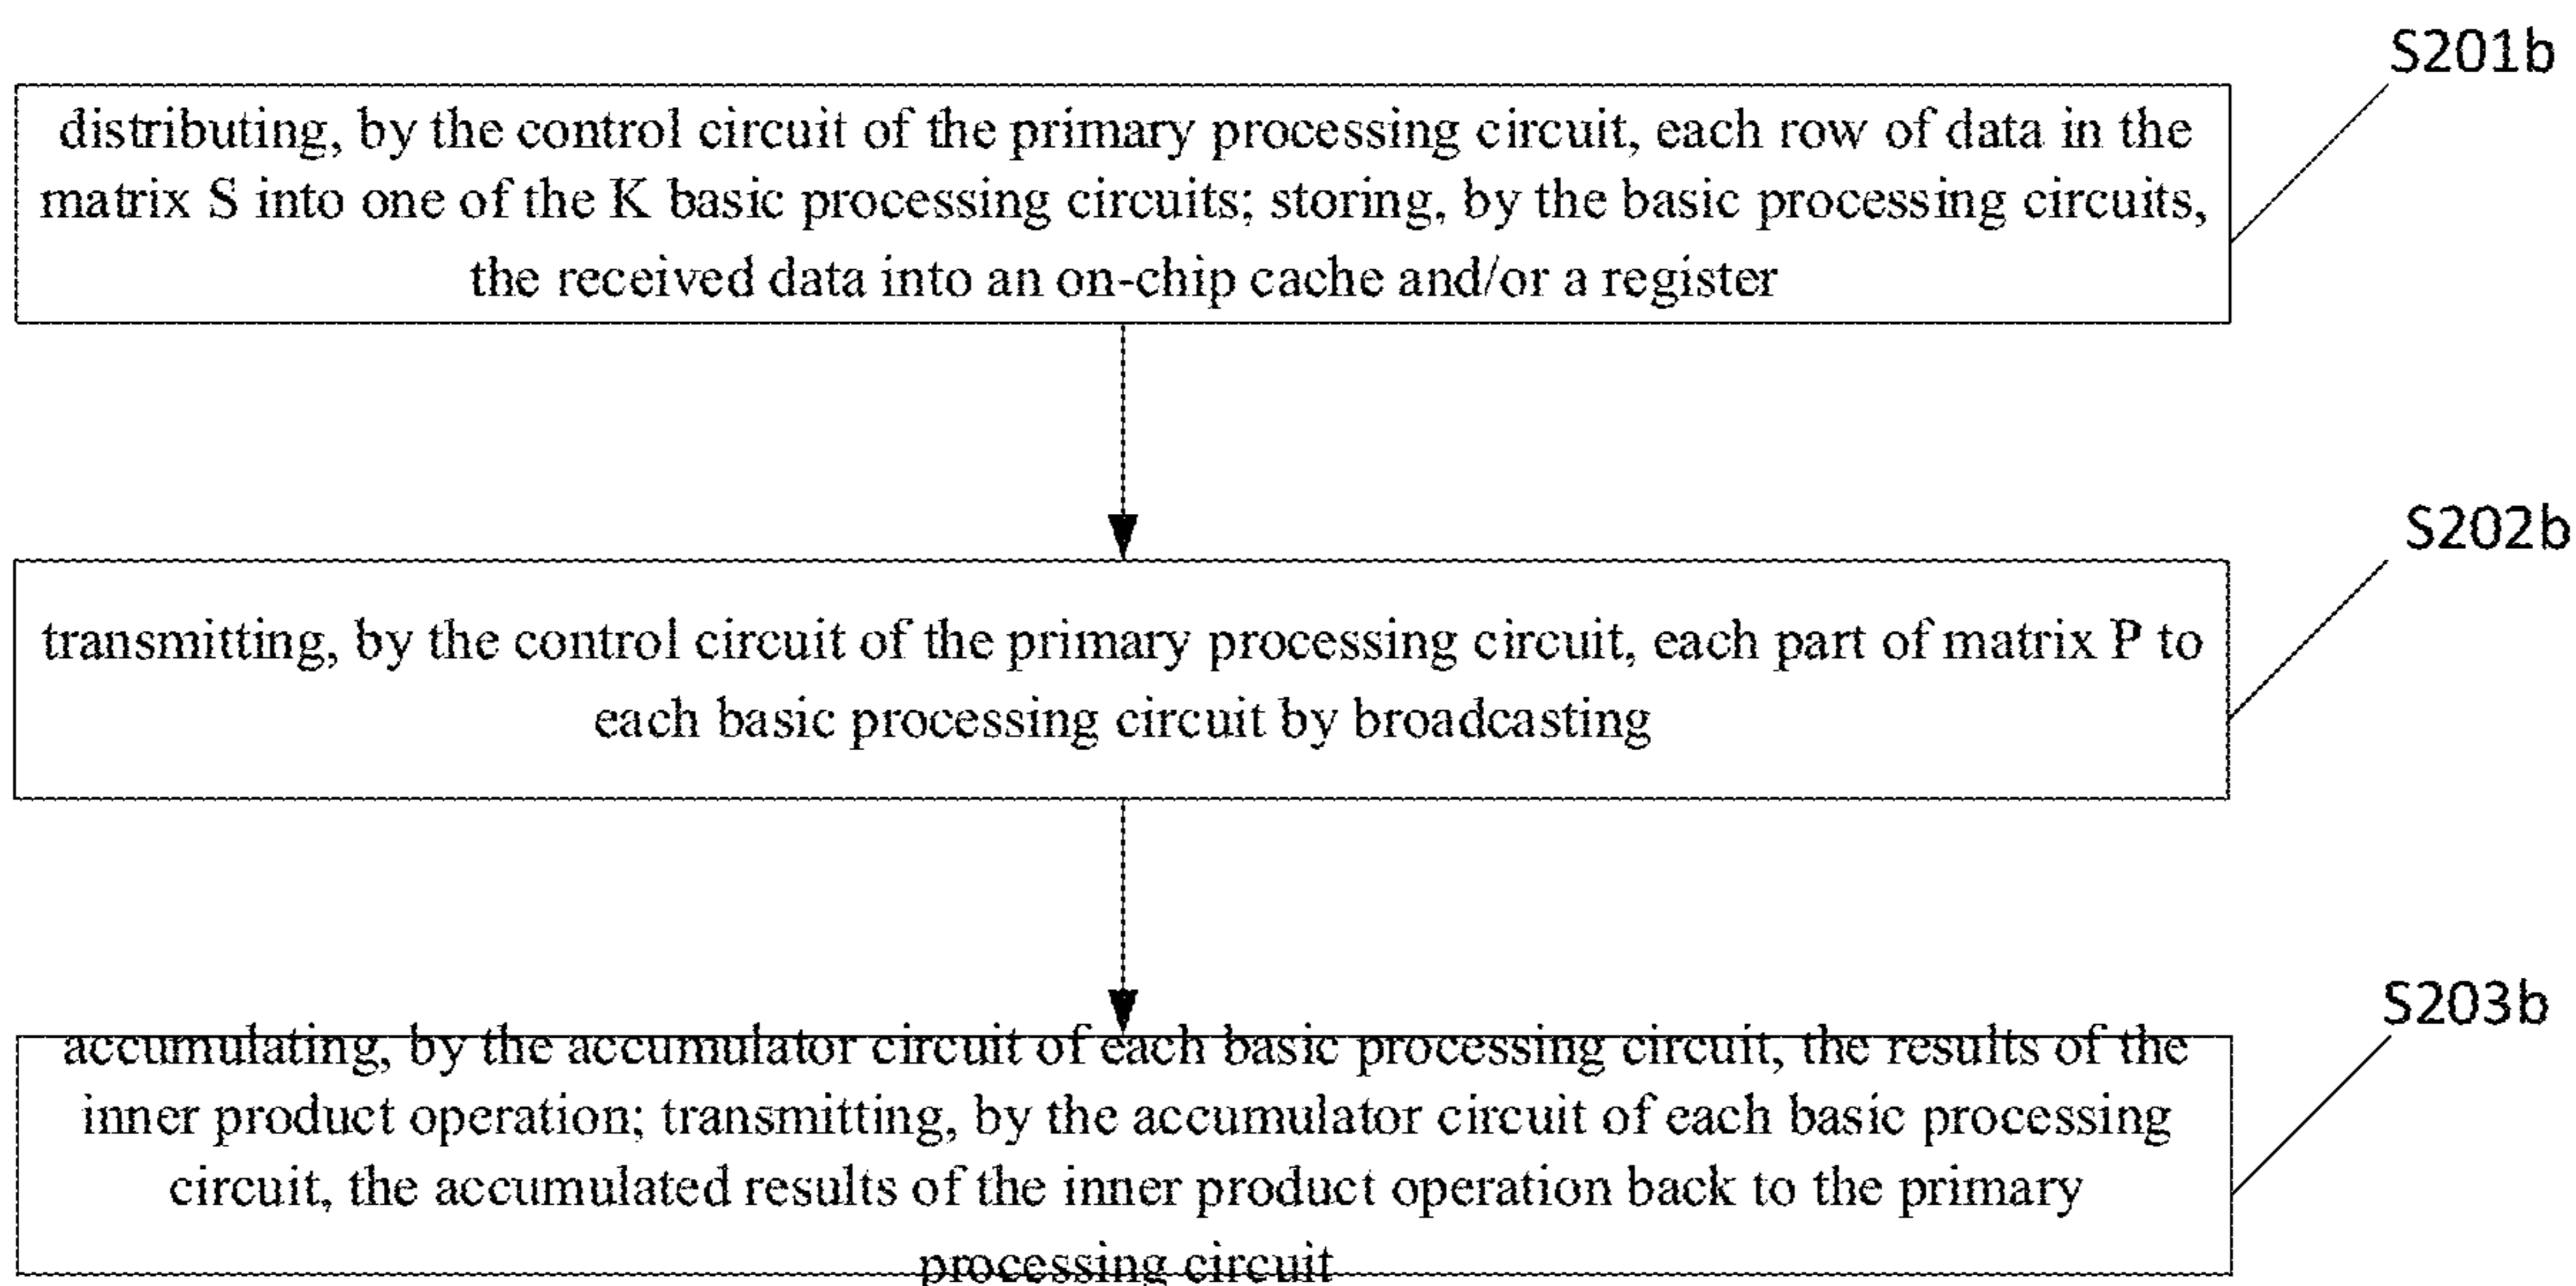 S201b
distributing, by the control circuit of the primary processing circuit, each row of data in the
matrix S into one of the K basic processing circuits; storing, by the basic processing circuits,
the received data into an on-chip cache and/or a register
S202b
transmitting, by the control circuit of the primary processing circuit, each part of matrix P to
each basic processing circuit by broadcasting
S203b
accumulating, by the accumulator circuit of each basic processing circuit, the results of the
inner product operation; transmitting, by the accumulator circuit of each basic processing
circuit, the accumulated results of the inner product operation back to the primary
processing circuit